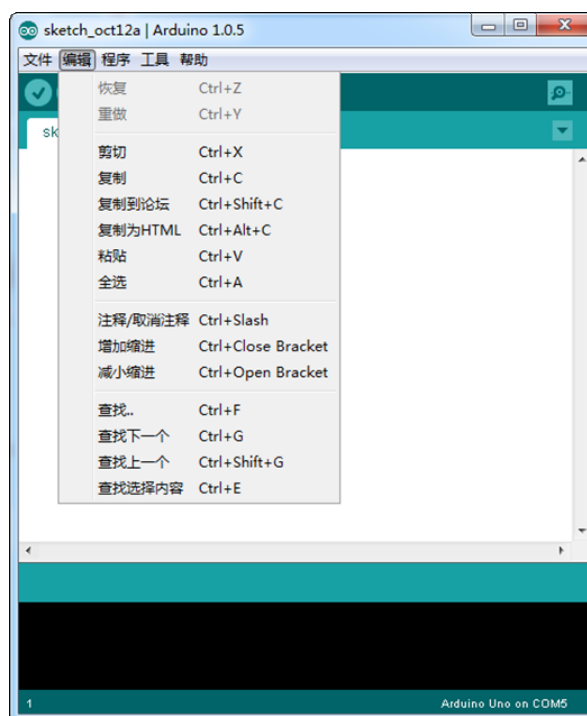 sketch_oct12a | Arduino 1.0.5
文件 编辑 程序 工具 帮助
恢复 Ctrl+Z
重做 Ctrl+Y
sk
剪切 Ctrl+X
复制 Ctrl+C
复制到论坛 Ctrl+Shift+C
复制为HTML Ctrl+Alt+C
粘贴 Ctrl+V
全选 Ctrl+A
注释/取消注释 Ctrl+Slash
增加缩进 Ctrl+Close Bracket
减小缩进 Ctrl+Open Bracket
查找.. Ctrl+F
查找下一个 Ctrl+G
查找上一个 Ctrl+Shift+G
查找选择内容 Ctrl+E
1 Arduino Uno on COM5